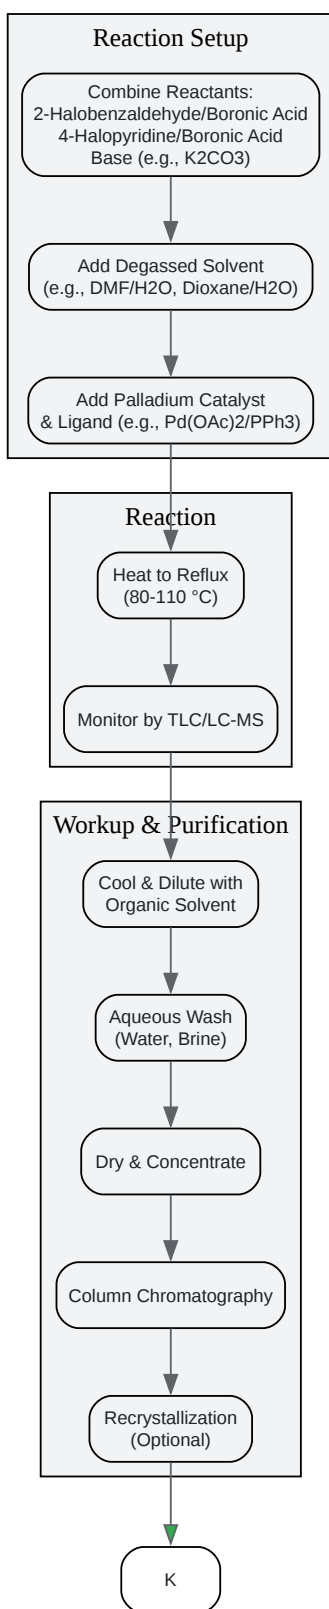 Reaction Setup
Combine Reactants:
2-Halobenzaldehyde/Boronic Acid
4-Halopyridine/Boronic Acid
Base (e.g., K2CO3)
Add Degassed Solvent
(e.g., DMF/H2O, Dioxane/H2O)
Add Palladium Catalyst
& Ligand (e.g., Pd(OAc)2/PPh3)
Reaction
Heat to Reflux
(80-110 °C)
Monitor by TLC/LC-MS
Workup & Purification
Cool & Dilute with
Organic Solvent
Aqueous Wash
(Water, Brine)
Dry & Concentrate
Column Chromatography
Recrystallization
(Optional)
K